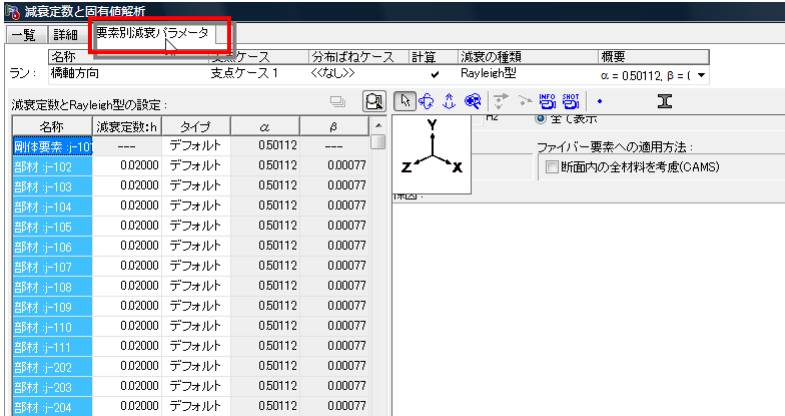 減衰定数と固有値解析
一覧 詳細 要素別減衰パラメータ
名称 支点ケース 分布ばねケース 計算 減衰の種類 概要
ラン： 橋軸方向 支点ケース1 <<なし>> ✔ Rayleigh型 α = 0.50112, β = (
減衰定数とRayleigh型の設定：
INFO SHOT
名称 減衰定数:h タイプ α β
Hz 全て表示
Y
Z X
ファイバー要素への適用方法：
断面内の全材料を考慮(CAMS)
剛体要素 :j-10 --- デフォルト 0.50112 ---
部材 :j-102 0.02000 デフォルト 0.50112 0.00077
部材 :j-103 0.02000 デフォルト 0.50112 0.00077
部材 :j-104 0.02000 デフォルト 0.50112 0.00077
部材 :j-105 0.02000 デフォルト 0.50112 0.00077
部材 :j-106 0.02000 デフォルト 0.50112 0.00077
部材 :j-107 0.02000 デフォルト 0.50112 0.00077
部材 :j-108 0.02000 デフォルト 0.50112 0.00077
部材 :j-109 0.02000 デフォルト 0.50112 0.00077
部材 :j-110 0.02000 デフォルト 0.50112 0.00077
部材 :j-111 0.02000 デフォルト 0.50112 0.00077
部材 :j-202 0.02000 デフォルト 0.50112 0.00077
部材 :j-203 0.02000 デフォルト 0.50112 0.00077
部材 :j-204 0.02000 デフォルト 0.50112 0.00077